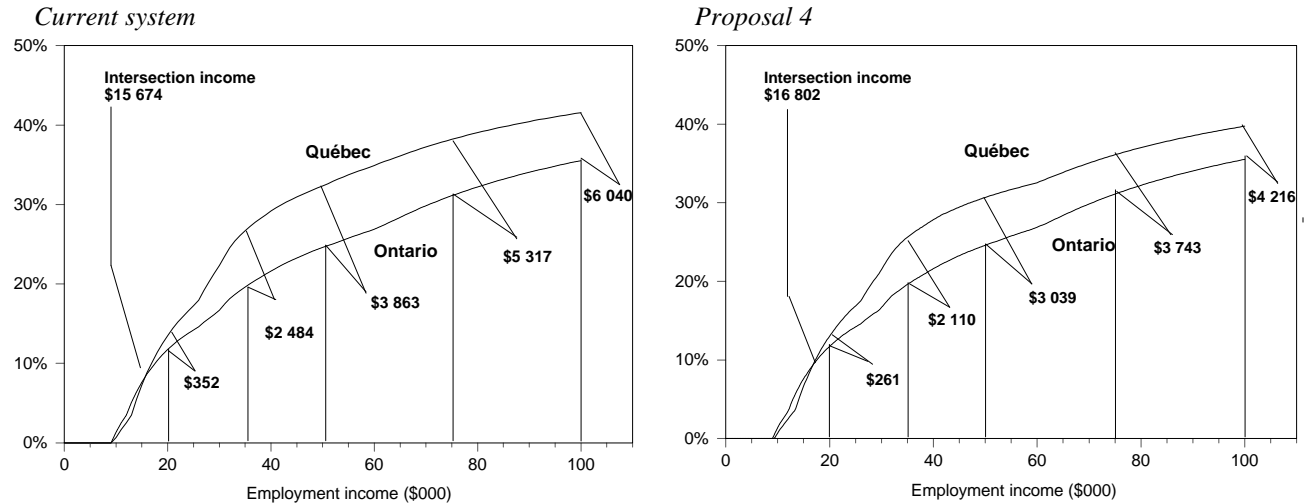 Current system
50%
40%
30%
20%
10%
0%
Intersection income
$15 674
Québec
Ontario
$6 040
$5 317
$3 863
$2 484
$352
0 20 40 60 80 100
Employment income ($000)
Proposal 4
50%
40%
30%
20%
10%
0%
Intersection income
$16 802
Québec
Ontario
$4 216
$3 743
$3 039
$2 110
$261
0 20 40 60 80 100
Employment income ($000)